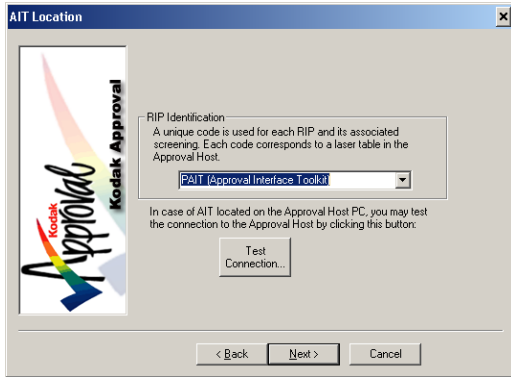 AIT Location
Kodak Approval
Kodak
Approval
RIP Identification
A unique code is used for each RIP and its associated
screening. Each code corresponds to a laser table in the
Approval Host.
PAIT (Approval Interface Toolkit)
In case of AIT located on the Approval Host PC, you may test
the connection to the Approval Host by clicking this button:
Test
Connection...
< Back
Next >
Cancel